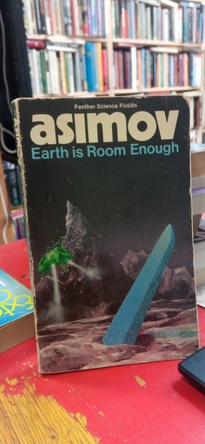 Panther Science Fiction
asimov
Earth is Room Enough